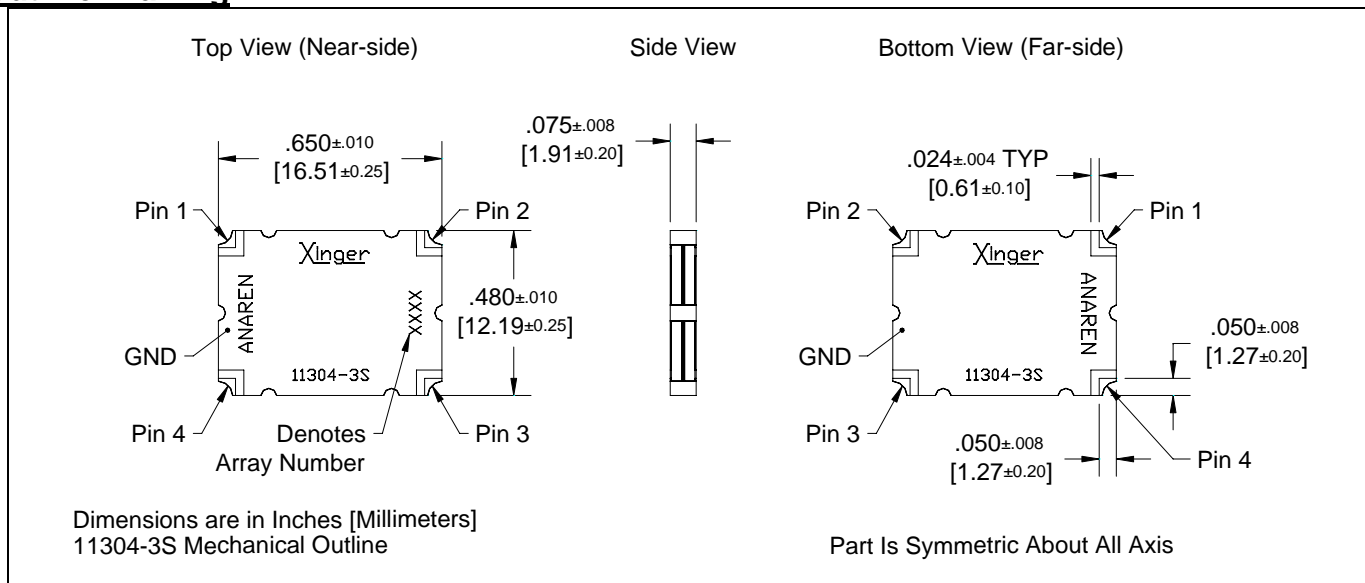 Top View (Near-side)
Side View
Bottom View (Far-side)
.650±.010
[16.51±0.25]
.075±.008
[1.91±0.20]
.024±.004 TYP
[0.61±0.10]
Pin 1
Pin 2
Pin 2
Pin 1
XInger
ANAREN
XXXX
.480±.010
[12.19±0.25]
GND
11304-3S
XInger
ANAREN
GND
11304-3S
.050±.008
[1.27±0.20]
Pin 4
Denotes
Array Number
Pin 3
Pin 3
.050±.008
[1.27±0.20]
Pin 4
Dimensions are in Inches [Millimeters]
11304-3S Mechanical Outline
Part Is Symmetric About All Axis